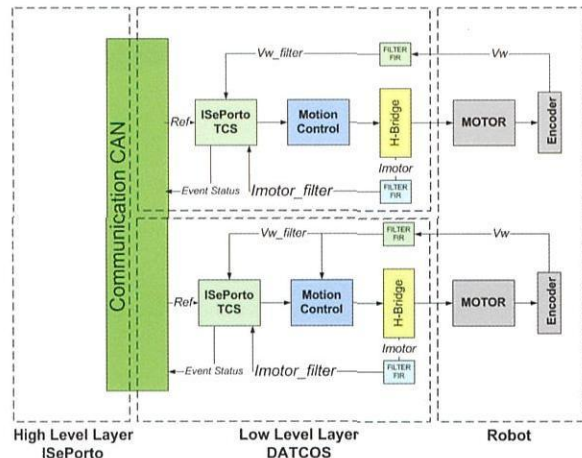 Communication CAN
Vw_filter
FILTER
FIR
Vw
Ref
ISePorto
TCS
Motion
Control
H-Bridge
MOTOR
Encoder
Imotor
Event Status
Imotor_filter
FILTER
FIR
Vw_filter
FILTER
FIR
Vw
Ref
ISePorto
TCS
Motion
Control
H-Bridge
MOTOR
Encoder
Imotor
Event Status
Imotor_filter
FILTER
FIR
High Level Layer
ISePorto
Low Level Layer
DATCOS
Robot